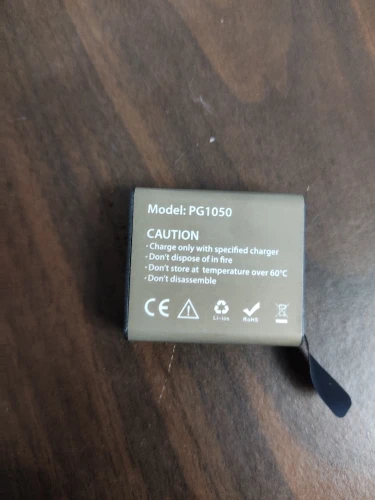 Model: PG1050
CAUTION
·Charge only with specified charger
·Don't dispose of in fire
·Don't store at temperature over 60°C
·Don't disassemble
CE
Li-ion RoHS